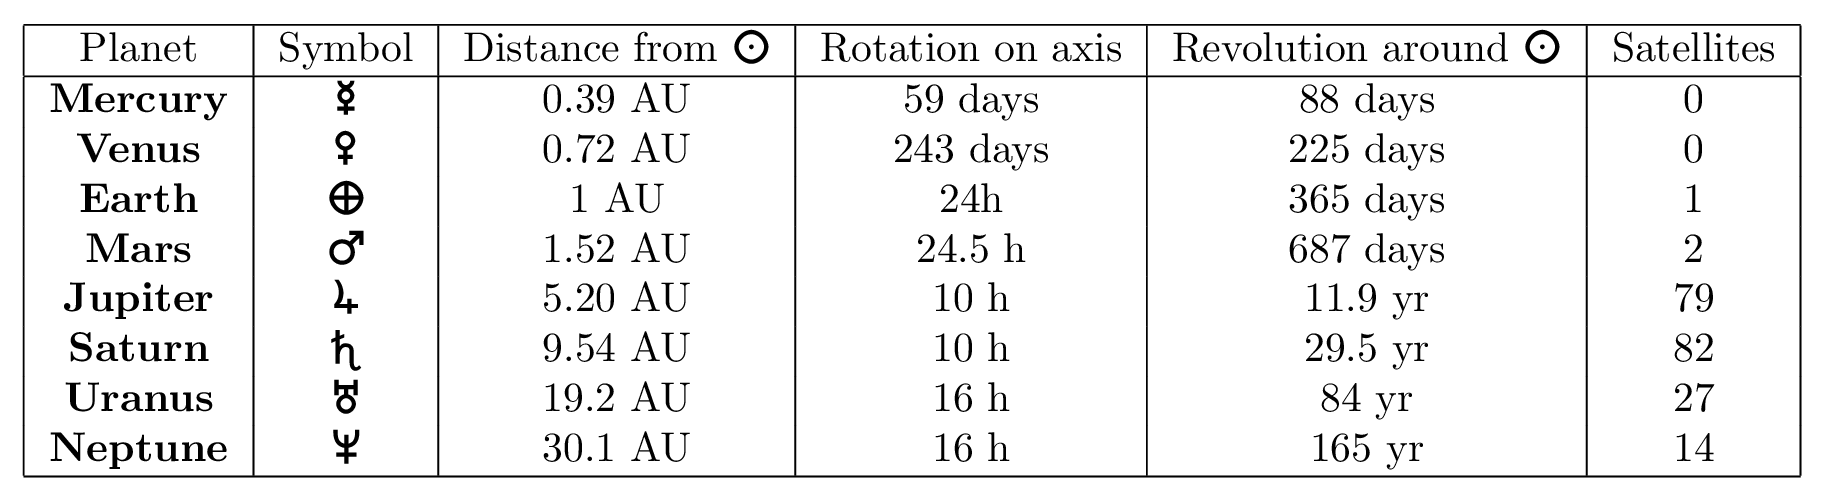 Planet Symbol Distance from ☉ Rotation on axis Revolution around ☉ Satellites
Mercury ☿ 0.39 AU 59 days 88 days 0
Venus ♀ 0.72 AU 243 days 225 days 0
Earth ⊕ 1 AU 24h 365 days 1
Mars ♂ 1.52 AU 24.5 h 687 days 2
Jupiter ♃ 5.20 AU 10 h 11.9 yr 79
Saturn ♄ 9.54 AU 10 h 29.5 yr 82
Uranus ♅ 19.2 AU 16 h 84 yr 27
Neptune ♆ 30.1 AU 16 h 165 yr 14